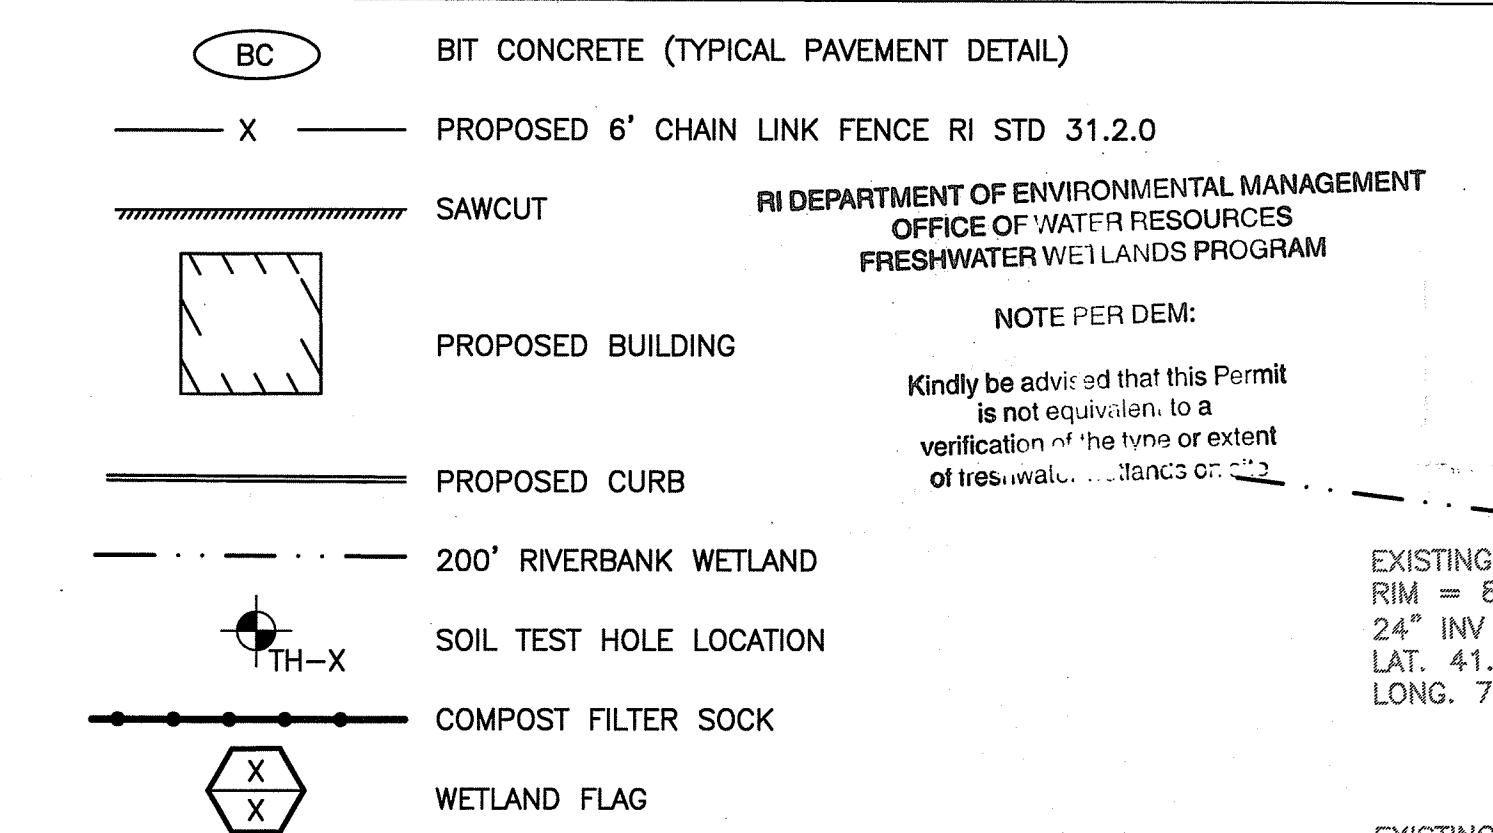 BC BIT CONCRETE (TYPICAL PAVEMENT DETAIL)
X PROPOSED 6' CHAIN LINK FENCE RI STD 31.2.0
SAWCUT
PROPOSED BUILDING
PROPOSED CURB
200' RIVERBANK WETLAND
TH-X SOIL TEST HOLE LOCATION
COMPOST FILTER SOCK
X
X
WETLAND FLAG
RI DEPARTMENT OF ENVIRONMENTAL MANAGEMENT
OFFICE OF WATER RESOURCES
FRESHWATER WETLANDS PROGRAM
NOTE PER DEM:
Kindly be advised that this Permit
is not equivalent to a
verification of the type or extent
of on
EXISTING
RIM =
24" INV
LAT. 41.
LONG. 7